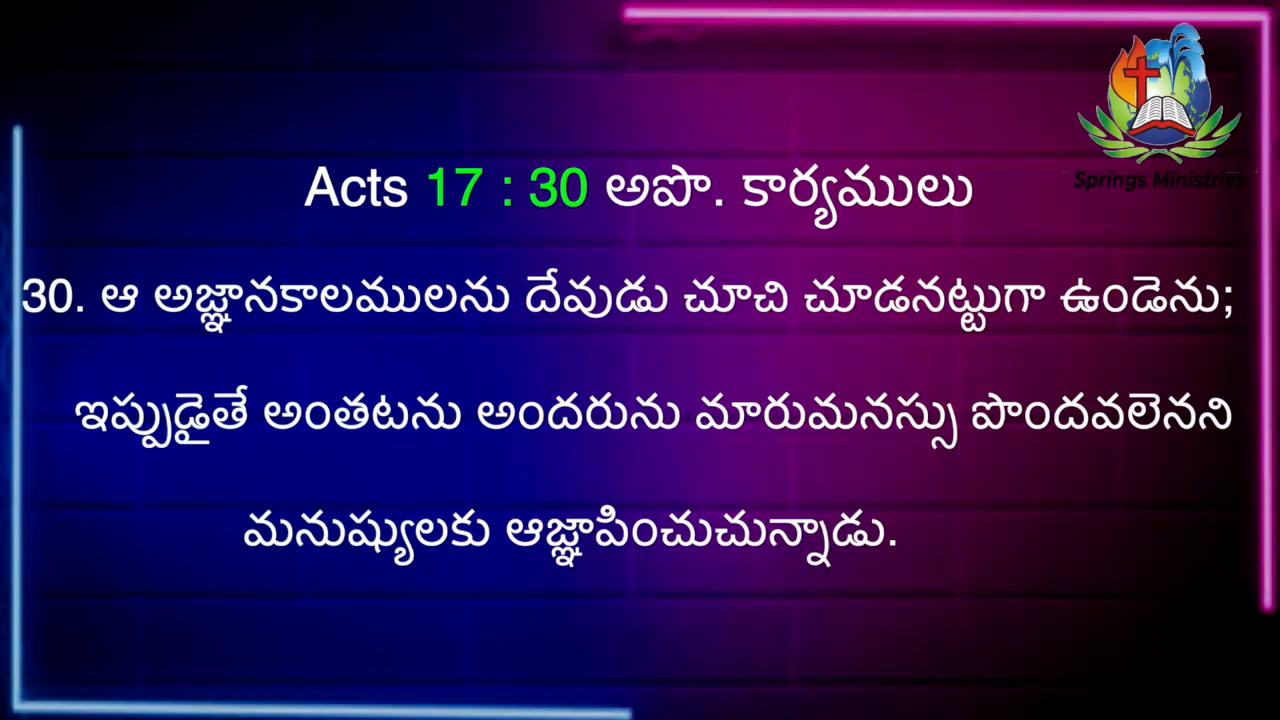 Springs Ministries
Acts 17 : 30 అపొ. కార్యములు
30. ఆ అజ్ఞానకాలములను దేవుడు చూచి చూడనట్టుగా ఉండెను;
ఇప్పుడైతే అంతటను అందరును మారుమనస్సు పొందవలెనని
మనుష్యులకు ఆజ్ఞాపించుచున్నాడు.